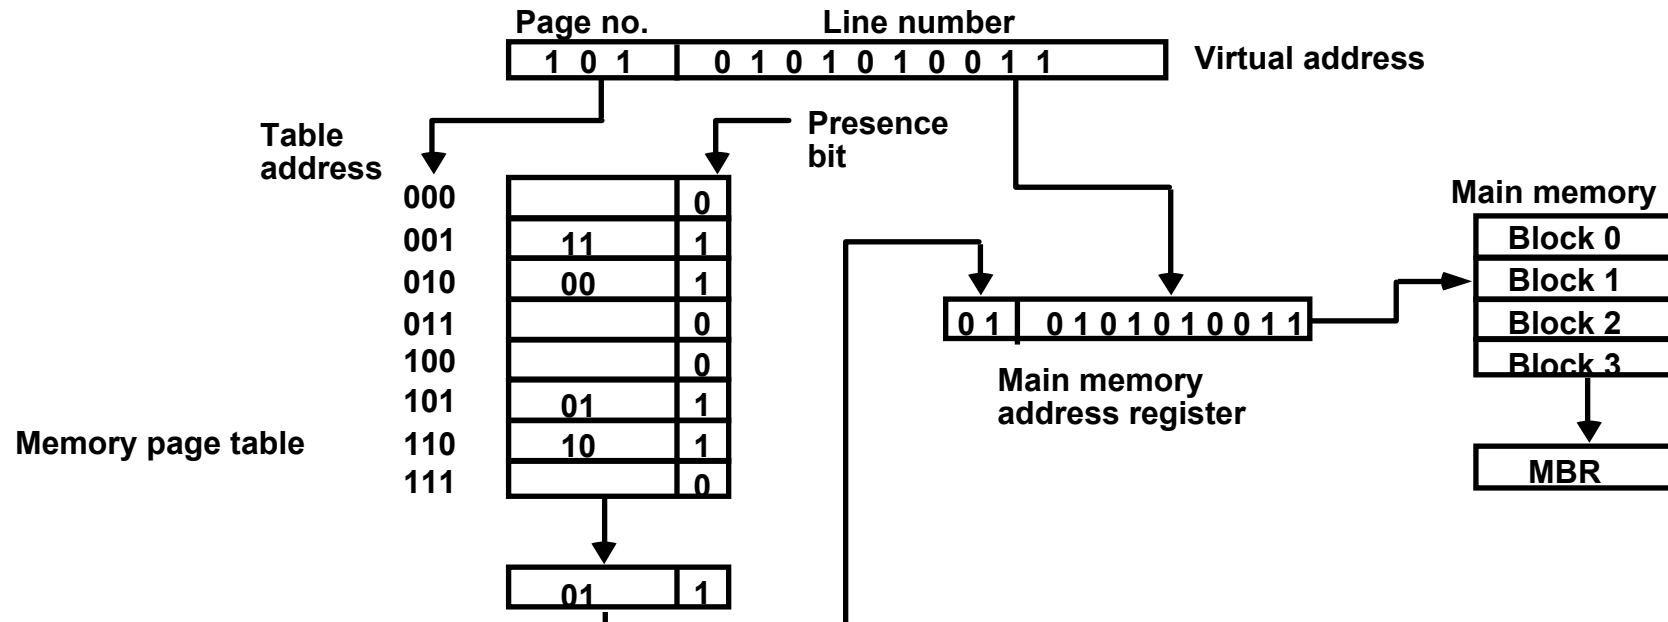 Page no. Line number
1 0 1 0 1 0 1 0 1 0 0 1 1 Virtual address
Table address
Presence bit
000 0
001 11 1
010 00 1
011 0
100 0
101 01 1
110 10 1
111 0
Memory page table
01 1
0 1 0 1 0 1 0 1 0 0 1 1
Main memory address register
Main memory
Block 0
Block 1
Block 2
Block 3
MBR